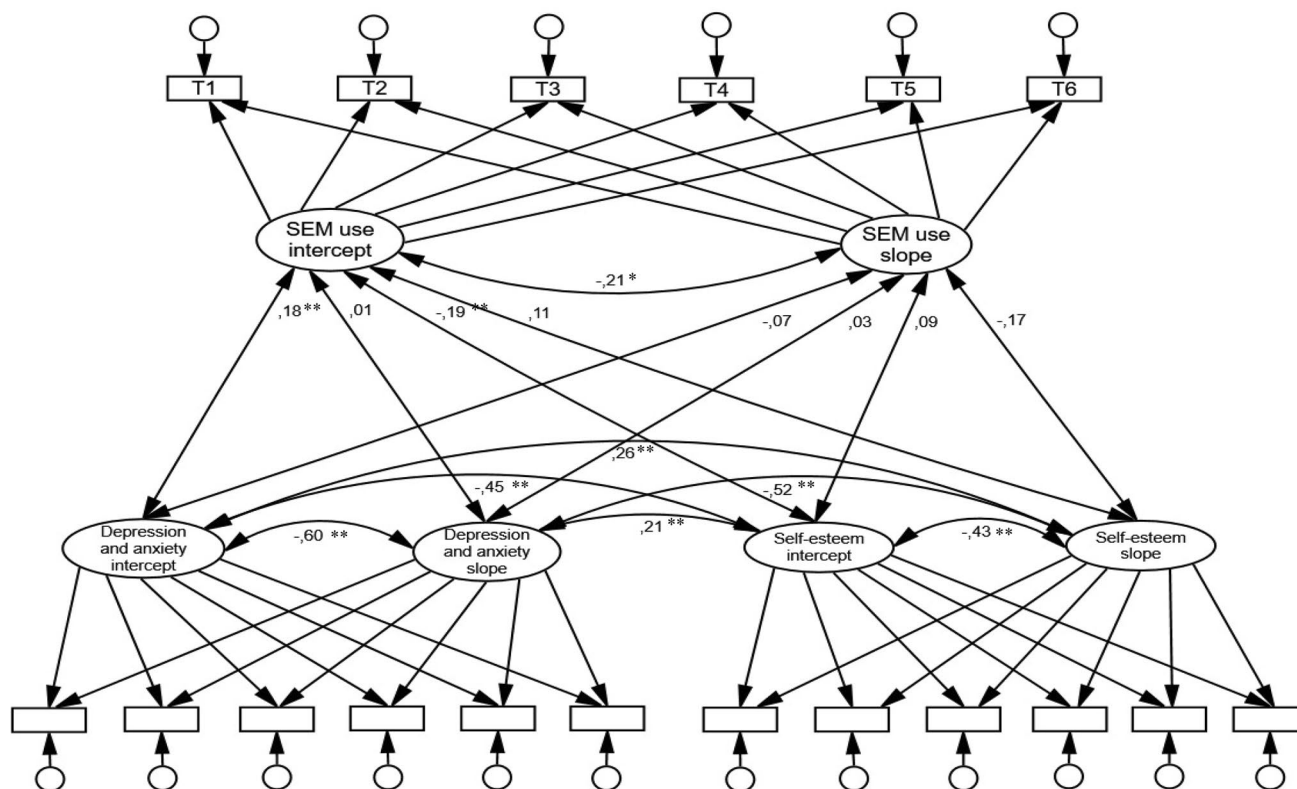 T1
T2
T3
T4
T5
T6
SEM use
intercept
SEM use
slope
-,21 *
,18 **
,01
-,19 **
,11
-,07
,03
,09
-,17
,26 **
-,45 **
-,52 **
Depression
and anxiety
intercept
-,60 **
Depression
and anxiety
slope
,21 **
Self-esteem
intercept
-,43 **
Self-esteem
slope